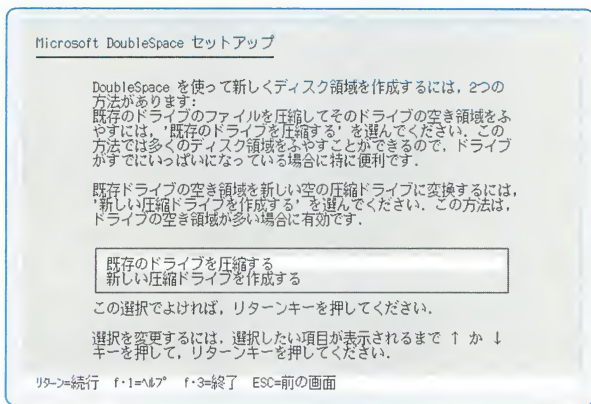 Microsoft DoubleSpace セットアップ
DoubleSpace を使って新しくディスク領域を作成するには, 2つの
方法があります:
既存のドライブのファイルを圧縮してそのドライブの空き領域をふ
やすには, '既存のドライブを圧縮する' を選んでください. この
方法では多くのディスク領域をふやすことができるので, ドライブ
がすでにいっぱいになっている場合に特に便利です.
既存ドライブの空き領域を新しい空の圧縮ドライブに変換するには,
'新しい圧縮ドライブを作成する' を選んでください. この方法は,
ドライブの空き領域が多い場合に有効です.
既存のドライブを圧縮する
新しい圧縮ドライブを作成する
この選択でよければ, リターンキーを押してください.
選択を変更するには, 選択したい項目が表示されるまで ↑ か ↓
キーを押して, リターンキーを押してください.
リターン=続行 f・1=ヘルプ f・3=終了 ESC=前の画面